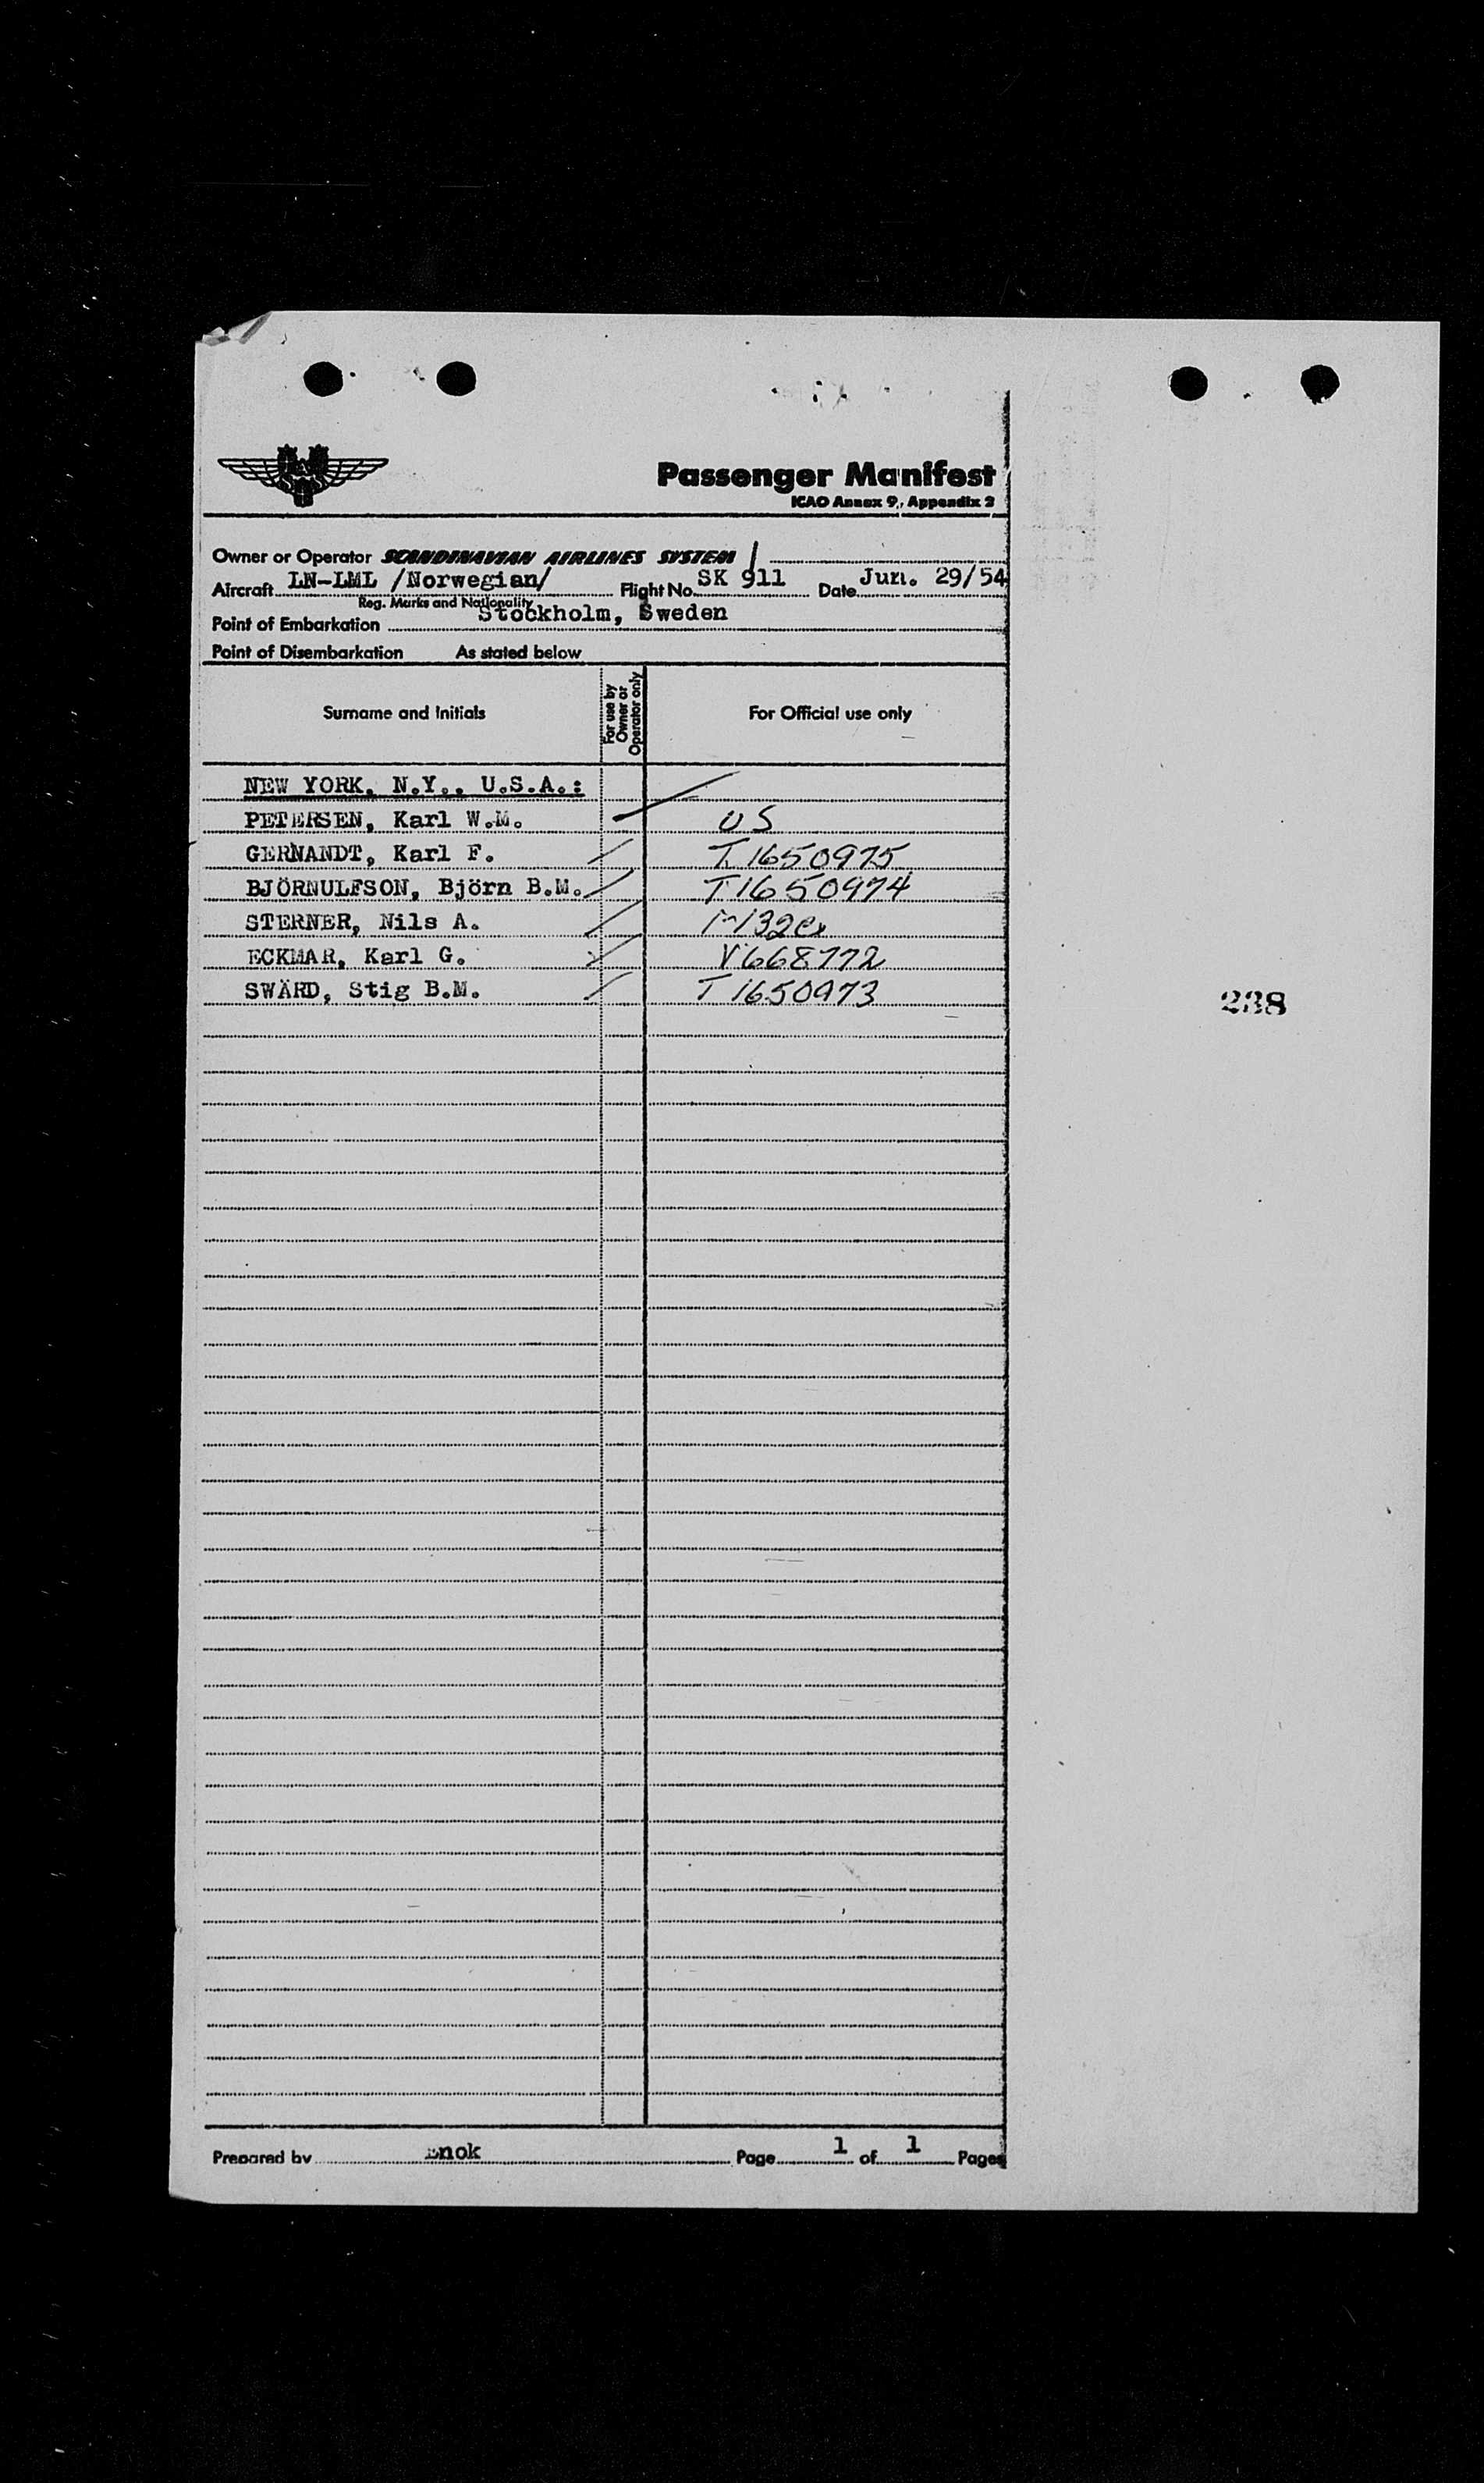 Passenger Manifest
ICAO Annex 9, Appendix 2
Owner or Operator SCANDINAVIAN AIRLINES SYSTEM
Aircraft LN-LML /Norwegian/ Flight No. SK 911 Date Jun. 29/54
Reg. Marks and Nationality
Point of Embarkation Stockholm, Sweden
Point of Disembarkation As stated below
Surname and Initials For use by Owner or Operator only For Official use only
NEW YORK, N.Y., U.S.A.:
PETERSEN, Karl W.M. US
GERNANDT, Karl F. T 1650975
BJÖRNULFSON, Björn B.M. T1650974
STERNER, Nils A.
ECKMAR, Karl G. V668772
SWÄRD, Stig B.M. T 1650973
238
Prepared by Enok Page 1 of 1 Pages